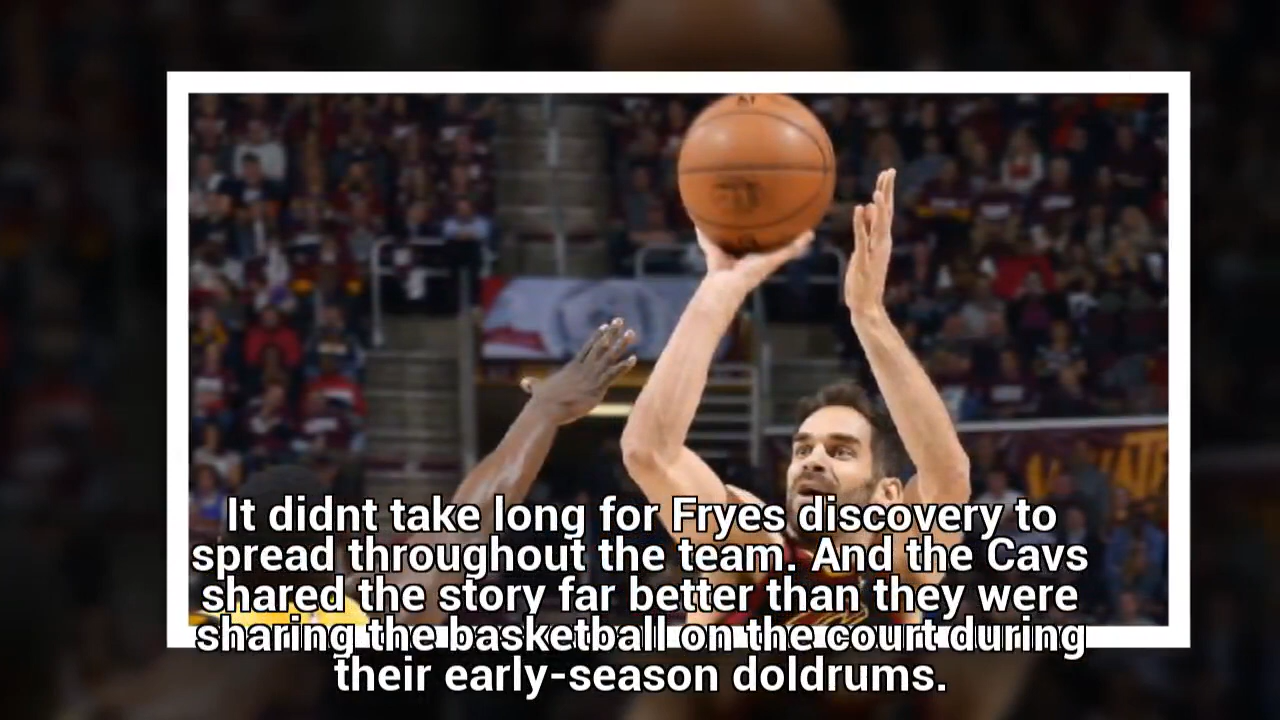 It didnt take long for Fryes discovery to
spread throughout the team. And the Cavs
shared the story far better than they were
sharing the basketball on the court during
their early-season doldrums.